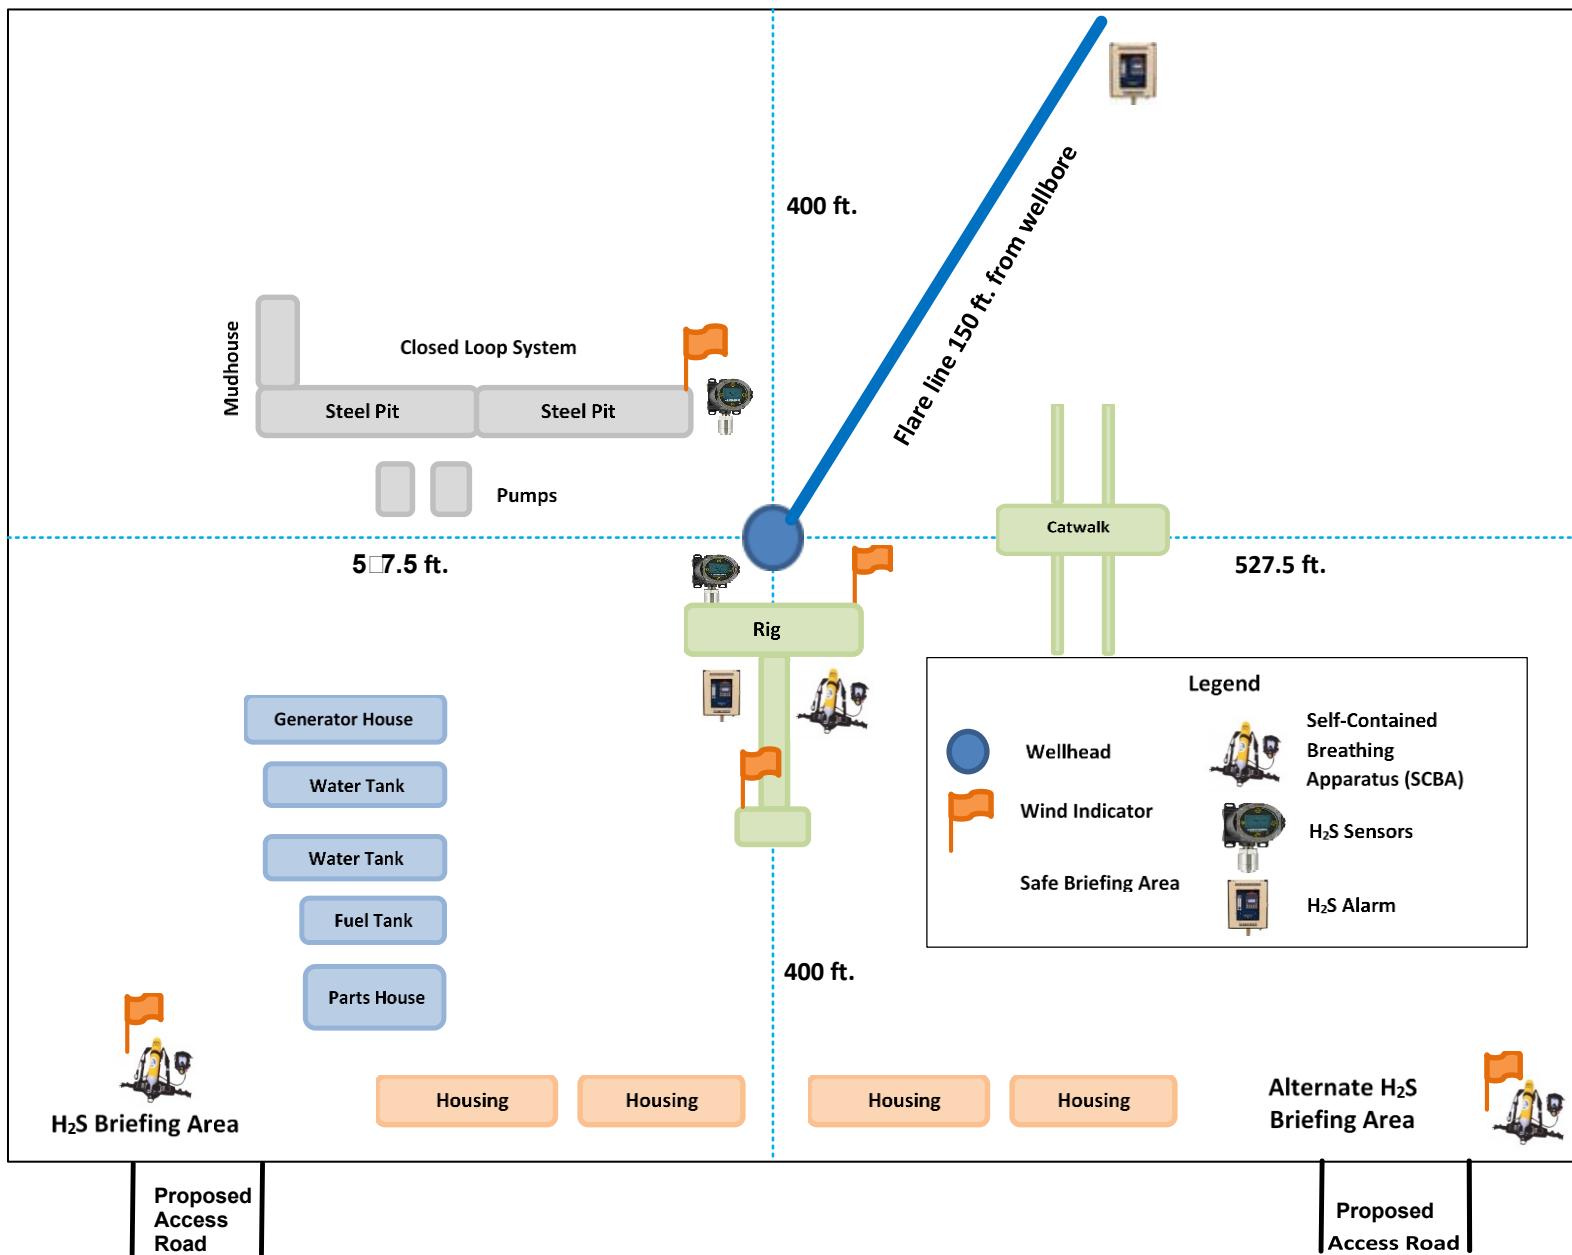 400 ft.
Flare line 150 ft. from wellbore
Mudhouse
Closed Loop System
Steel Pit
Steel Pit
Pumps
Catwalk
5□7.5 ft.
527.5 ft.
Rig
Legend
Wellhead
Self-Contained
Breathing
Apparatus (SCBA)
Wind Indicator
H₂S Sensors
Safe Briefing Area
H₂S Alarm
Generator House
Water Tank
Water Tank
Fuel Tank
Parts House
400 ft.
Housing
Housing
Housing
Housing
H₂S Briefing Area
Alternate H₂S
Briefing Area
Proposed
Access
Road
Proposed
Access Road